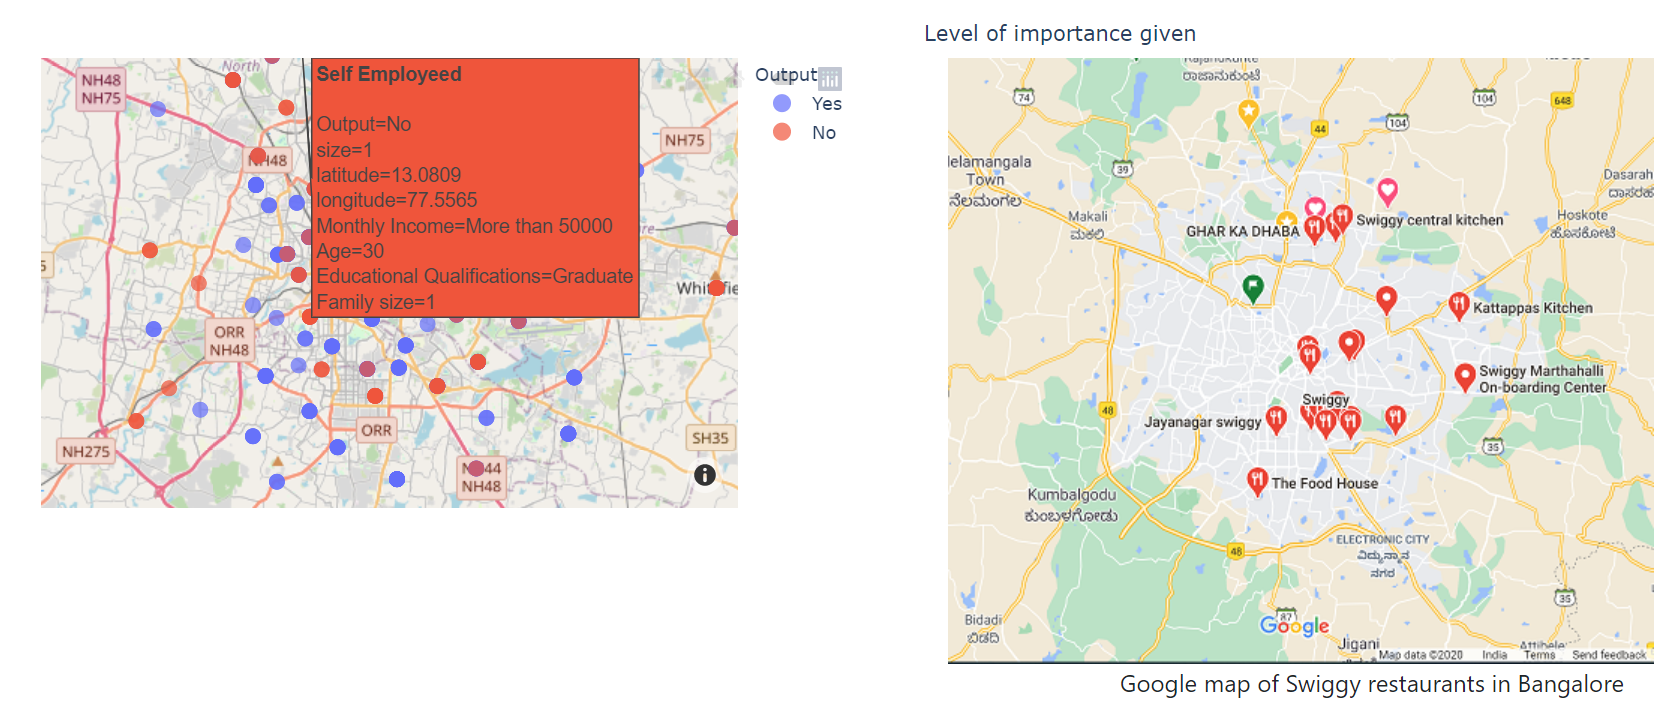 Level of importance given
North
NH48
NH75
NH48
NH75
Whi
ORR
NH48
ORR
NH275
NH44
NH48
SH35
Self Employeed
Output=No
size=1
latitude=13.0809
longitude=77.5565
Monthly Income=More than 50000
Age=30
Educational Qualifications=Graduate
Family size=1
Output
Yes
No
ರಾಜಾನುಕುಂಟೆ
74
104
648
44
104
39
lelamangala
Town
ನೆಲಮಂಗಲ
Dasarah
Makali
ಮಕಲಿ
Hoskote
ಹೊಸಕೋಟೆ
Swiggy central kitchen
GHAR KA DHABA
Kattappas Kitchen
Swiggy Marthahalli
On-boarding Center
Swiggy
Jayanagar swiggy
48
35
The Food House
Kumbalgodu
ಕುಂಬಳಗೋಡು
48
ELECTRONIC CITY
ವಿದ್ಯುನ್ಮಾನ
ನಗರ
35
Bidadi
ಬಿಡದಿ
87
Google
Jigani
Attibele
Map data ©2020 India Terms Send feedback
Google map of Swiggy restaurants in Bangalore